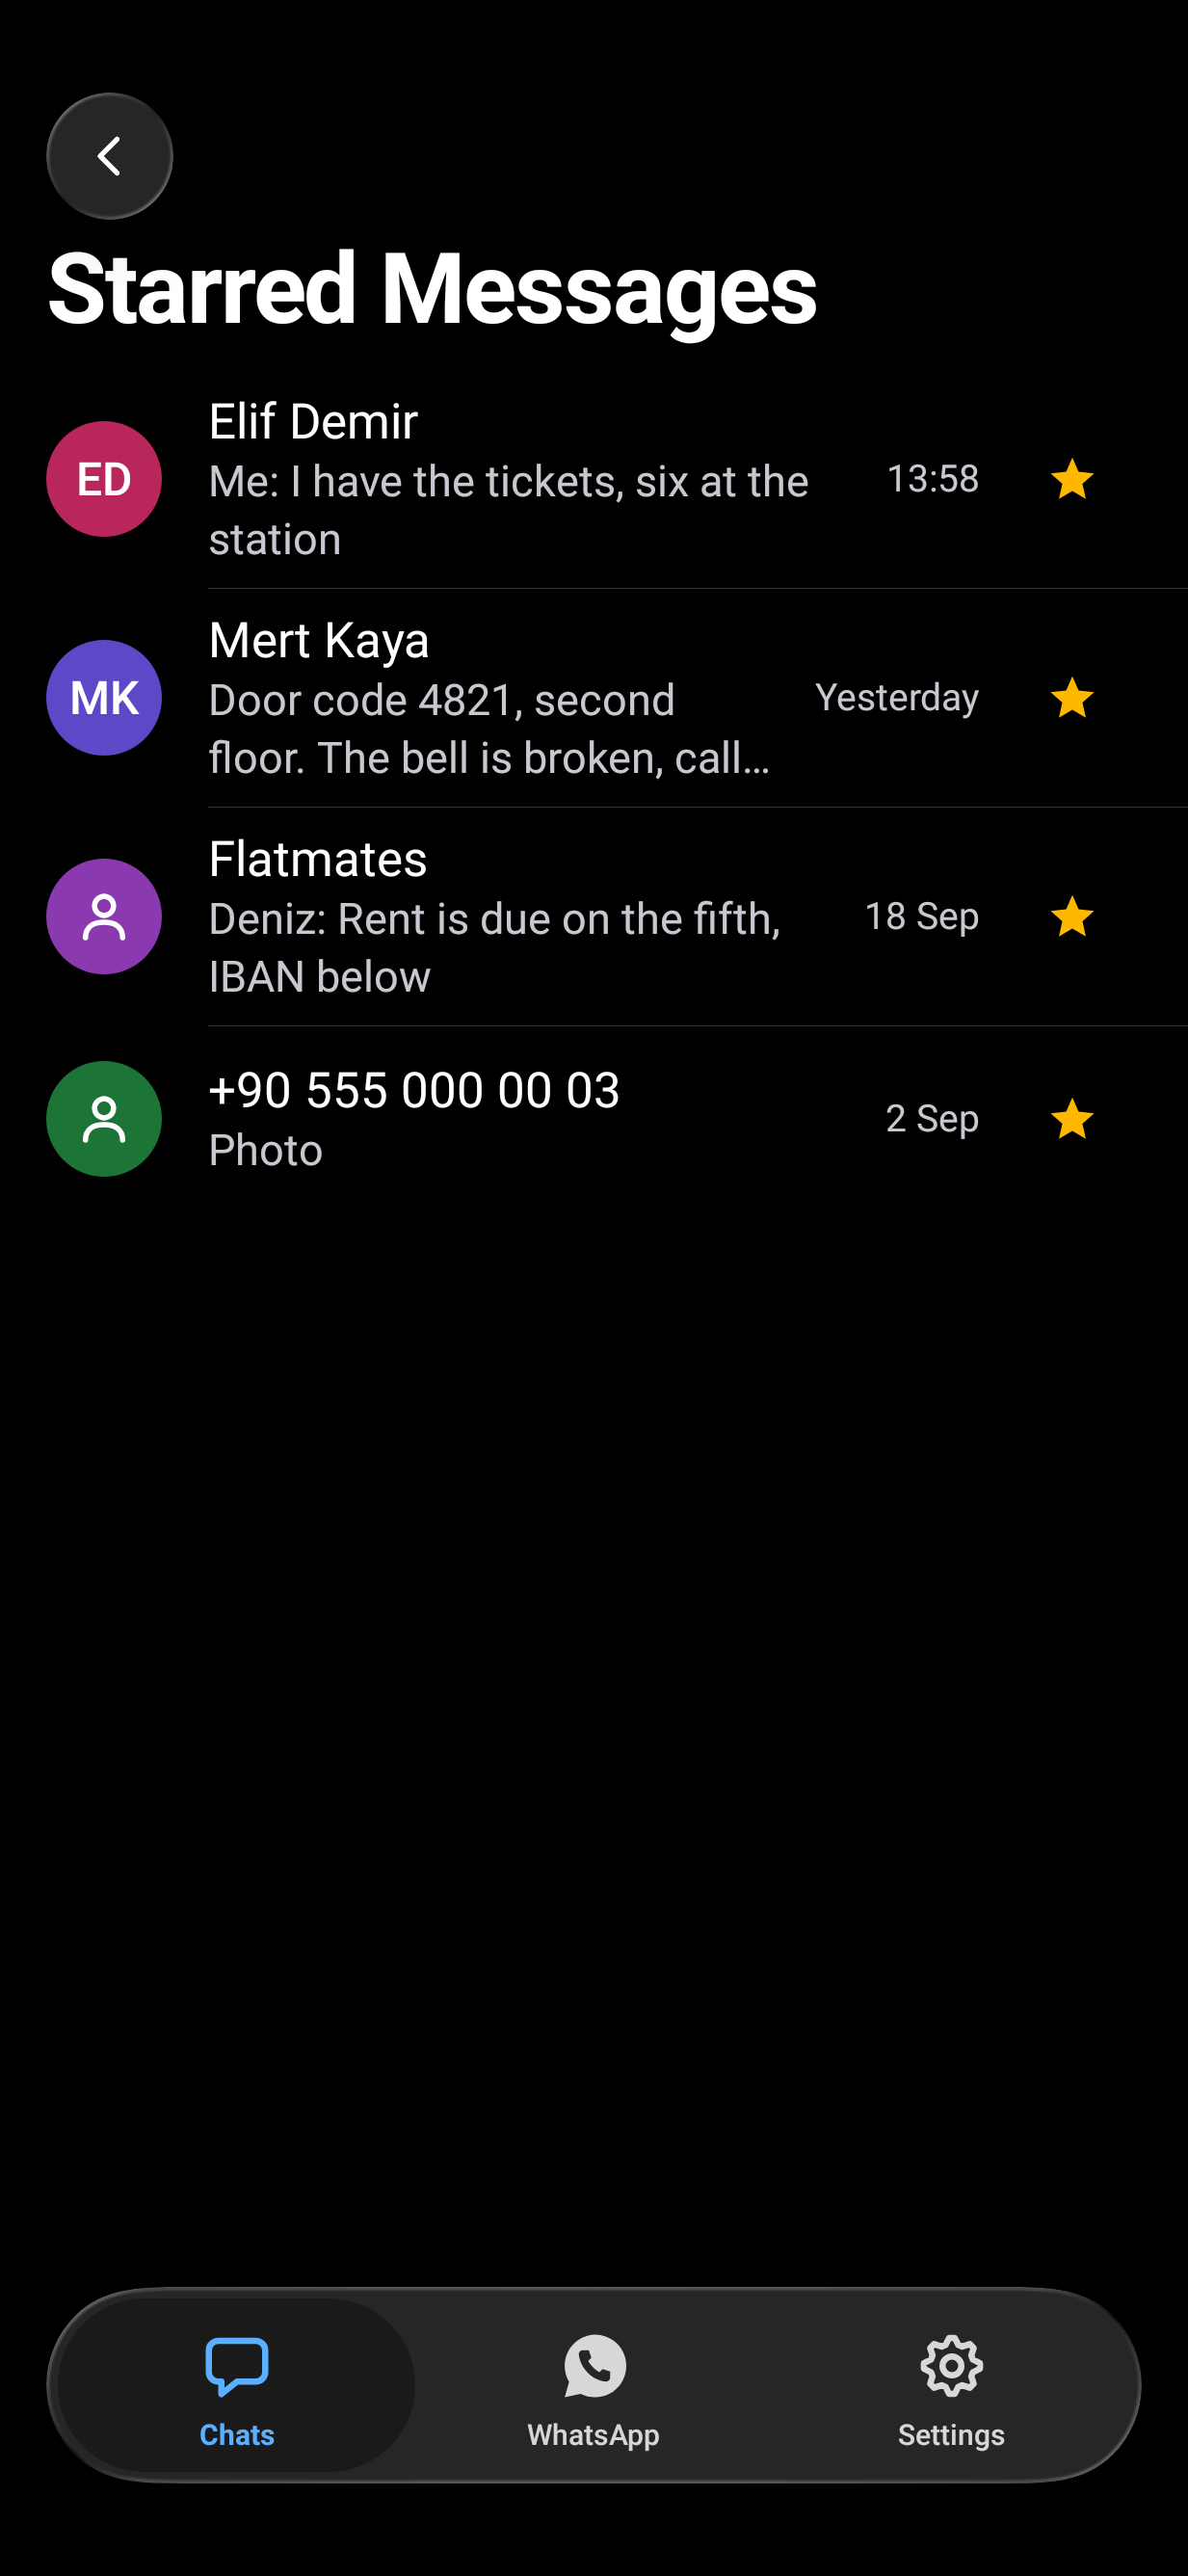 Starred Messages
ED
Elif Demir
Me: I have the tickets, six at the
station
13:58
MK
Mert Kaya
Door code 4821, second
floor. The bell is broken, call…
Yesterday
Flatmates
Deniz: Rent is due on the fifth,
IBAN below
18 Sep
+90 555 000 00 03
Photo
2 Sep
Chats
WhatsApp
Settings